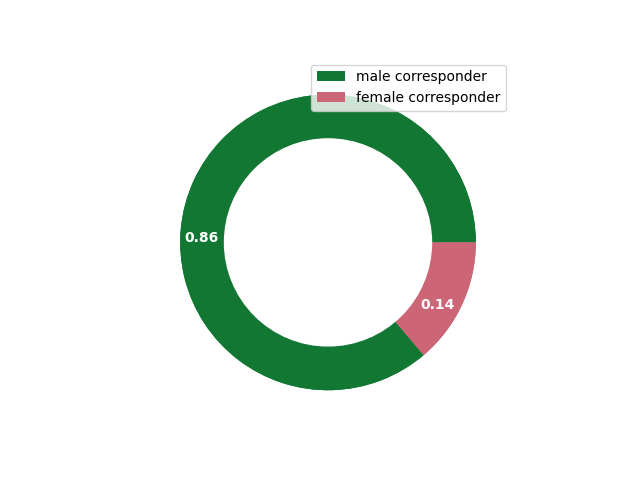 male corresponder
female corresponder
0.86
0.14